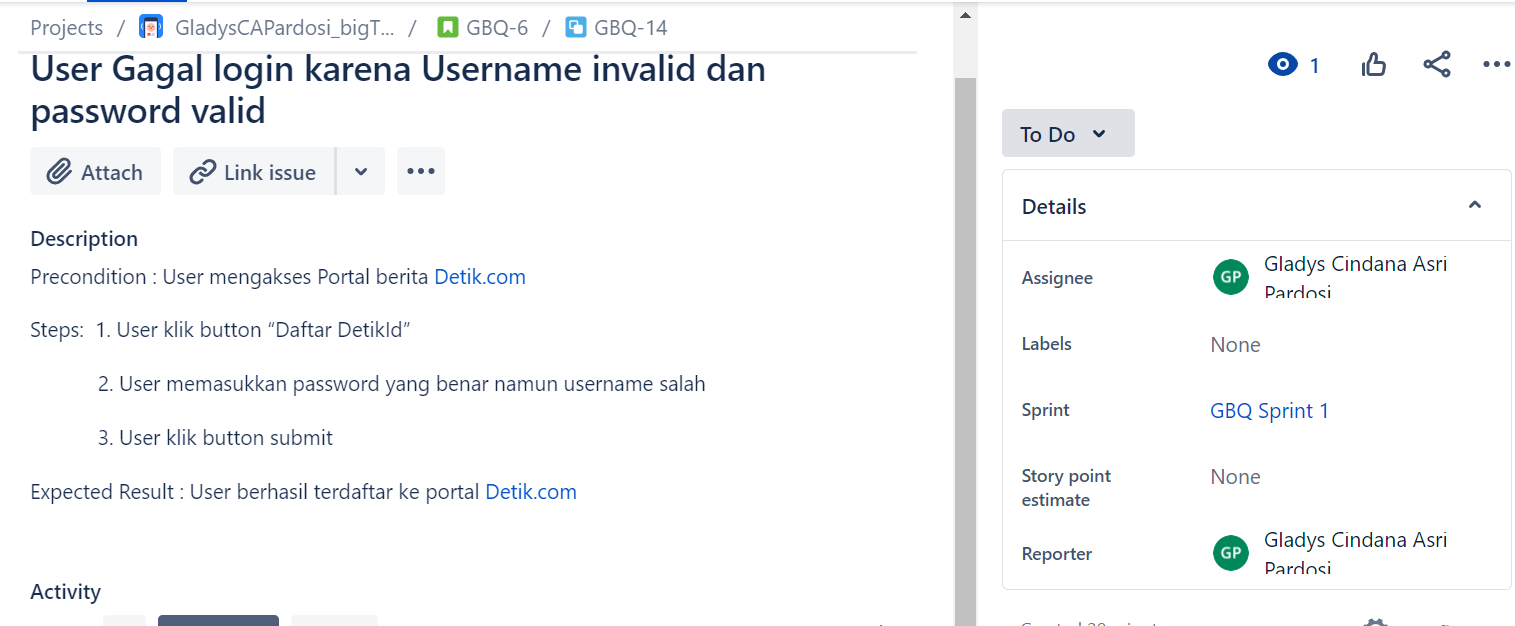 Projects / GladysCAPardosi_bigT... / GBQ-6 / GBQ-14
User Gagal login karena Username invalid dan
password valid
Attach
Link issue
Description
Precondition : User mengakses Portal berita Detik.com
Steps: 1. User klik button “Daftar DetikId”
2. User memasukkan password yang benar namun username salah
3. User klik button submit
Expected Result : User berhasil terdaftar ke portal Detik.com
Activity
1
To Do
Details
Assignee
GP
Gladys Cindana Asri
Pardosi
Labels
None
Sprint
GBQ Sprint 1
Story point
estimate
None
Reporter
GP
Gladys Cindana Asri
Pardosi